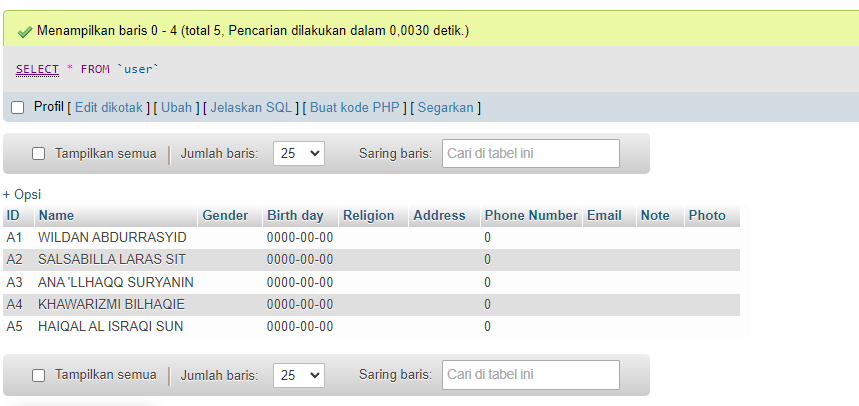 Menampilkan baris 0 - 4 (total 5, Pencarian dilakukan dalam 0,0030 detik.)
SELECT * FROM `user`
Profil [ Edit dikotak ] [ Ubah ] [ Jelaskan SQL ] [ Buat kode PHP ] [ Segarkan ]
Tampilkan semua | Jumlah baris: 25 Saring baris: Cari di tabel ini
+ Opsi
ID Name Gender Birth day Religion Address Phone Number Email Note Photo
A1 WILDAN ABDURRASYID 0000-00-00 0
A2 SALSABILLA LARAS SIT 0000-00-00 0
A3 ANA 'LLHAQQ SURYANIN 0000-00-00 0
A4 KHAWARIZMI BILHAQIE 0000-00-00 0
A5 HAIQAL AL ISRAQI SUN 0000-00-00 0
Tampilkan semua | Jumlah baris: 25 Saring baris: Cari di tabel ini